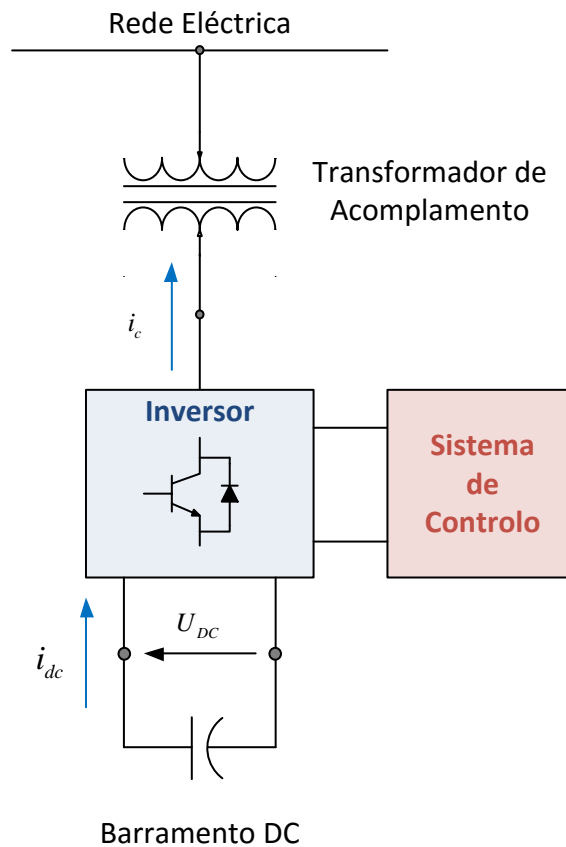 Rede Eléctrica
Transformador de
Acomplamento
i_c
Inversor
Sistema
de
Controlo
U_DC
i_dc
Barramento DC